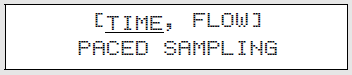 [TIME, FLOW]
PACED SAMPLING